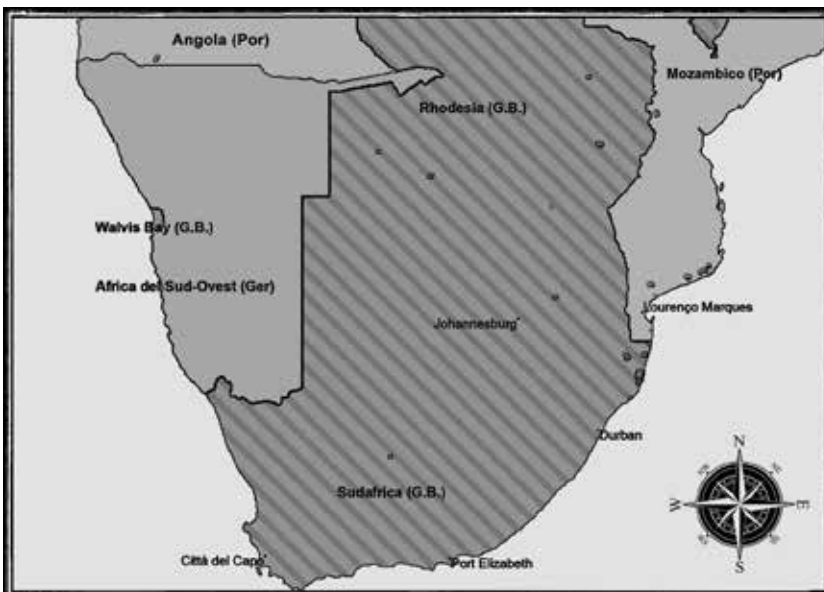 Angola (Por)
Mozambico (Por)
Rhodesia (G.B.)
Walvis Bay (G.B.)
Africa del Sud-Ovest (Ger)
Lourenço Marques
Johannesburg
Durban
Sudafrica (G.B.)
Città del Capo
Port Elizabeth
N
W
E
S